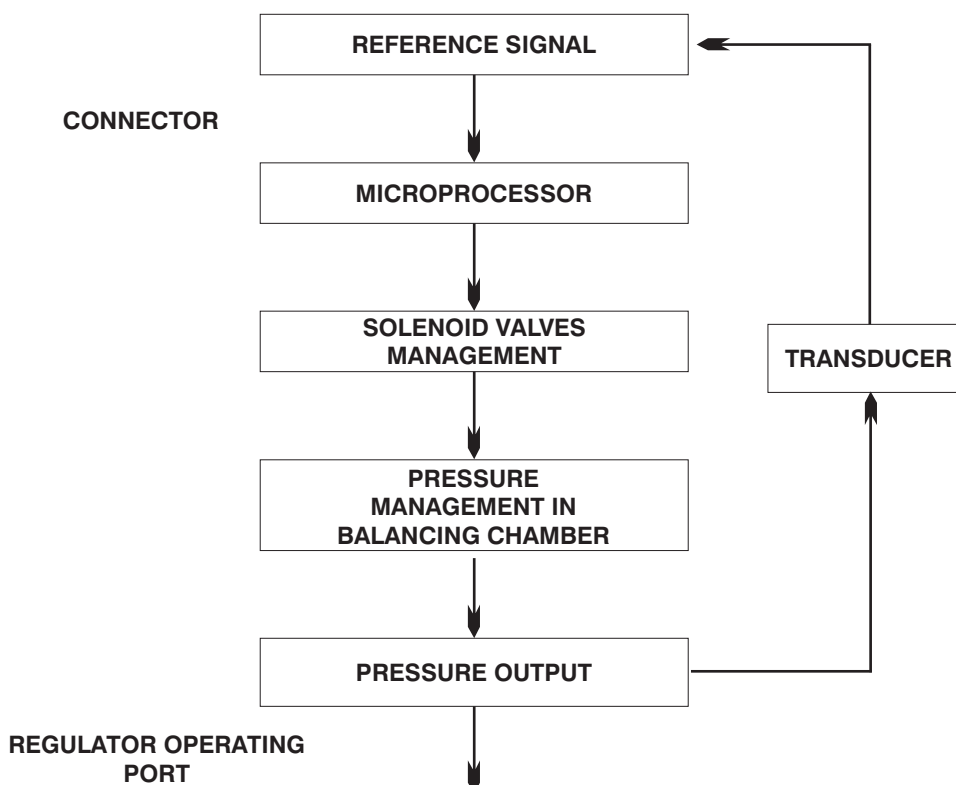 REFERENCE SIGNAL
CONNECTOR
MICROPROCESSOR
SOLENOID VALVES
MANAGEMENT
TRANSDUCER
PRESSURE
MANAGEMENT IN
BALANCING CHAMBER
PRESSURE OUTPUT
REGULATOR OPERATING
PORT